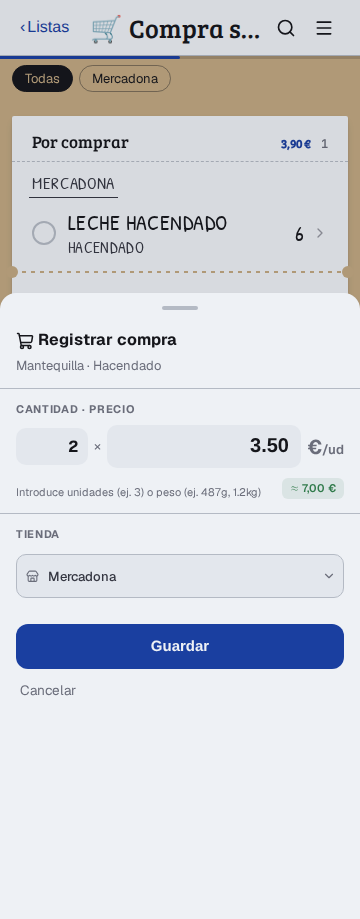 ‹ Listas 🛒 Compra s...
Todas Mercadona
Por comprar 3,90 € 1
MERCADONA
LECHE HACENDADO 6
HACENDADO
Registrar compra
Mantequilla · Hacendado
CANTIDAD · PRECIO
2 × 3.50 €/ud
Introduce unidades (ej. 3) o peso (ej. 487g, 1.2kg) ≈ 7,00 €
TIENDA
Mercadona
Guardar
Cancelar